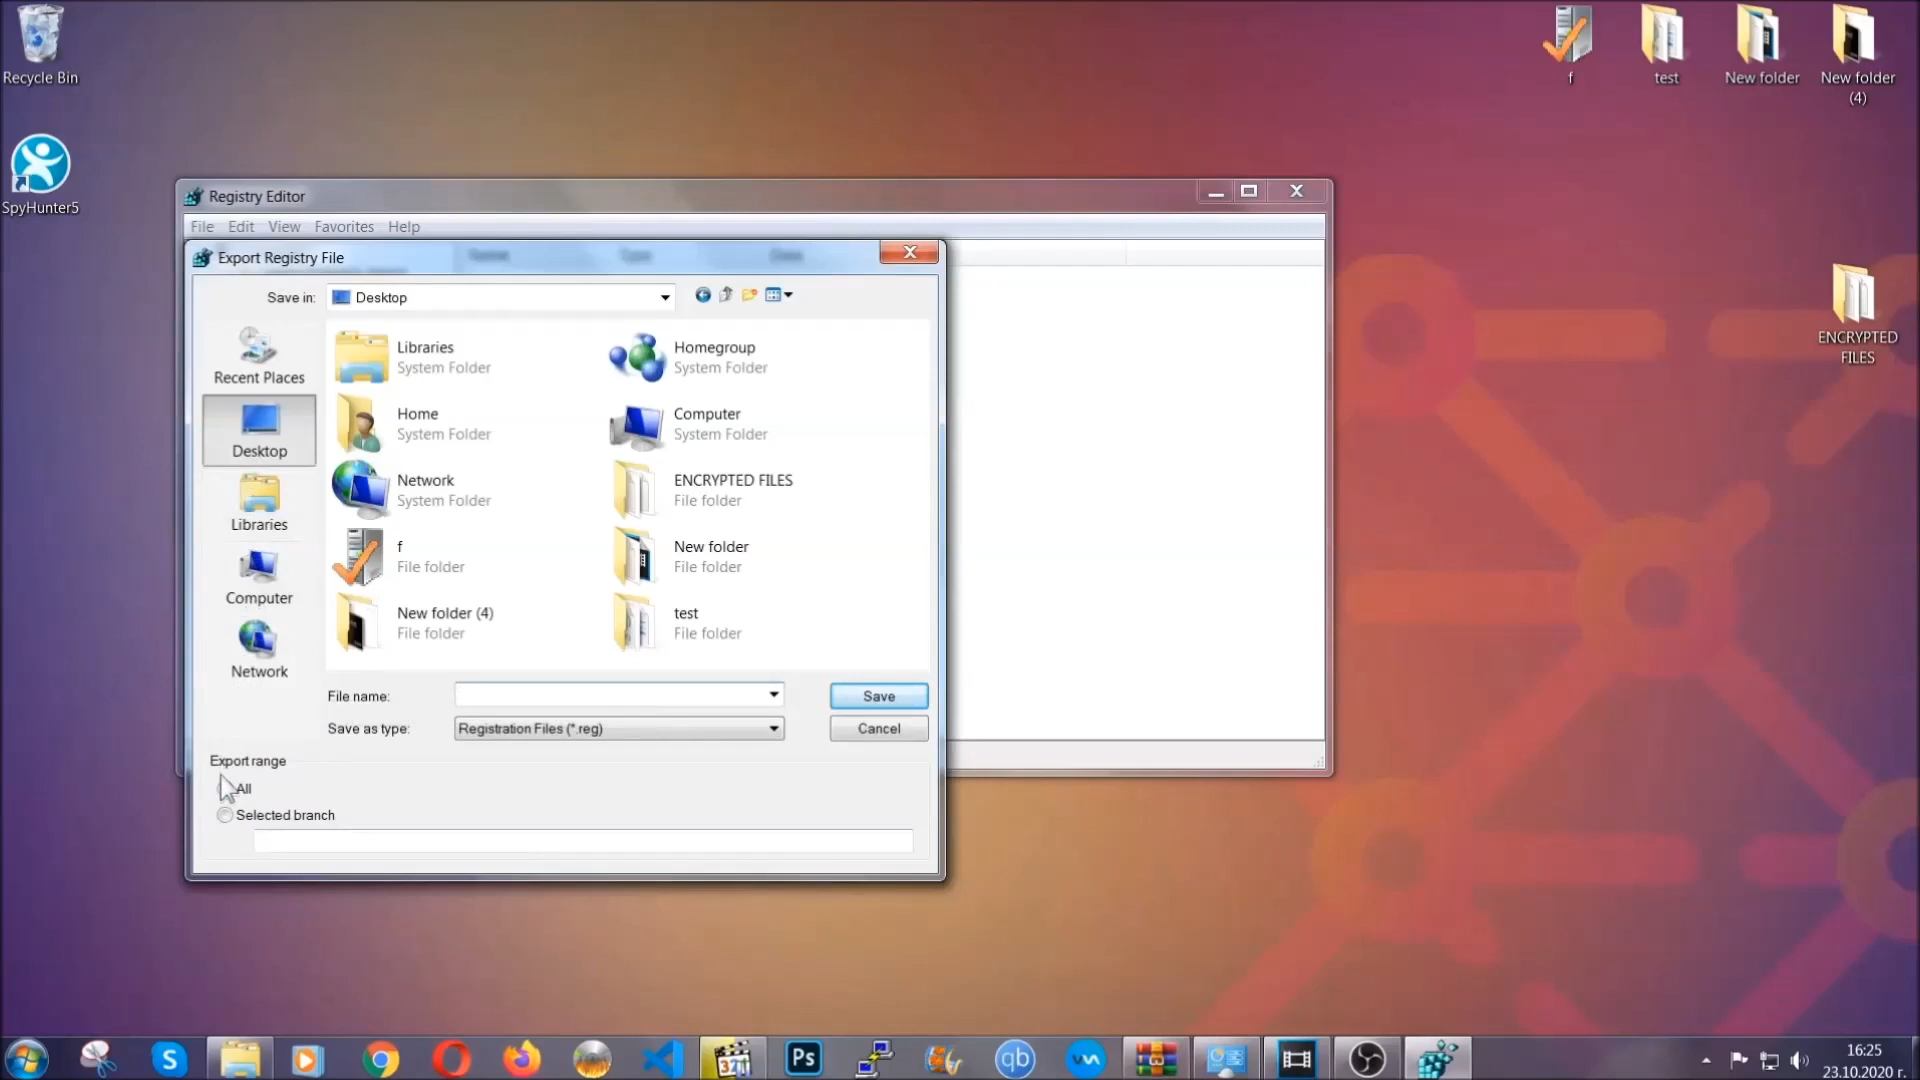 Recycle Bin
SpyHunter5
f
test
New folder
New folder
(4)
ENCRYPTED
FILES
Registry Editor
File Edit View Favorites Help
Export Registry File
Save in:
Desktop
Recent Places
Desktop
Libraries
Computer
Network
Libraries
System Folder
Homegroup
System Folder
Home
System Folder
Computer
System Folder
Network
System Folder
ENCRYPTED FILES
File folder
f
File folder
New folder
File folder
New folder (4)
File folder
test
File folder
File name:
Save
Save as type:
Registration Files (*.reg)
Cancel
Export range
All
Selected branch
S
321
Ps
qb
16:25
23.10.2020 г.